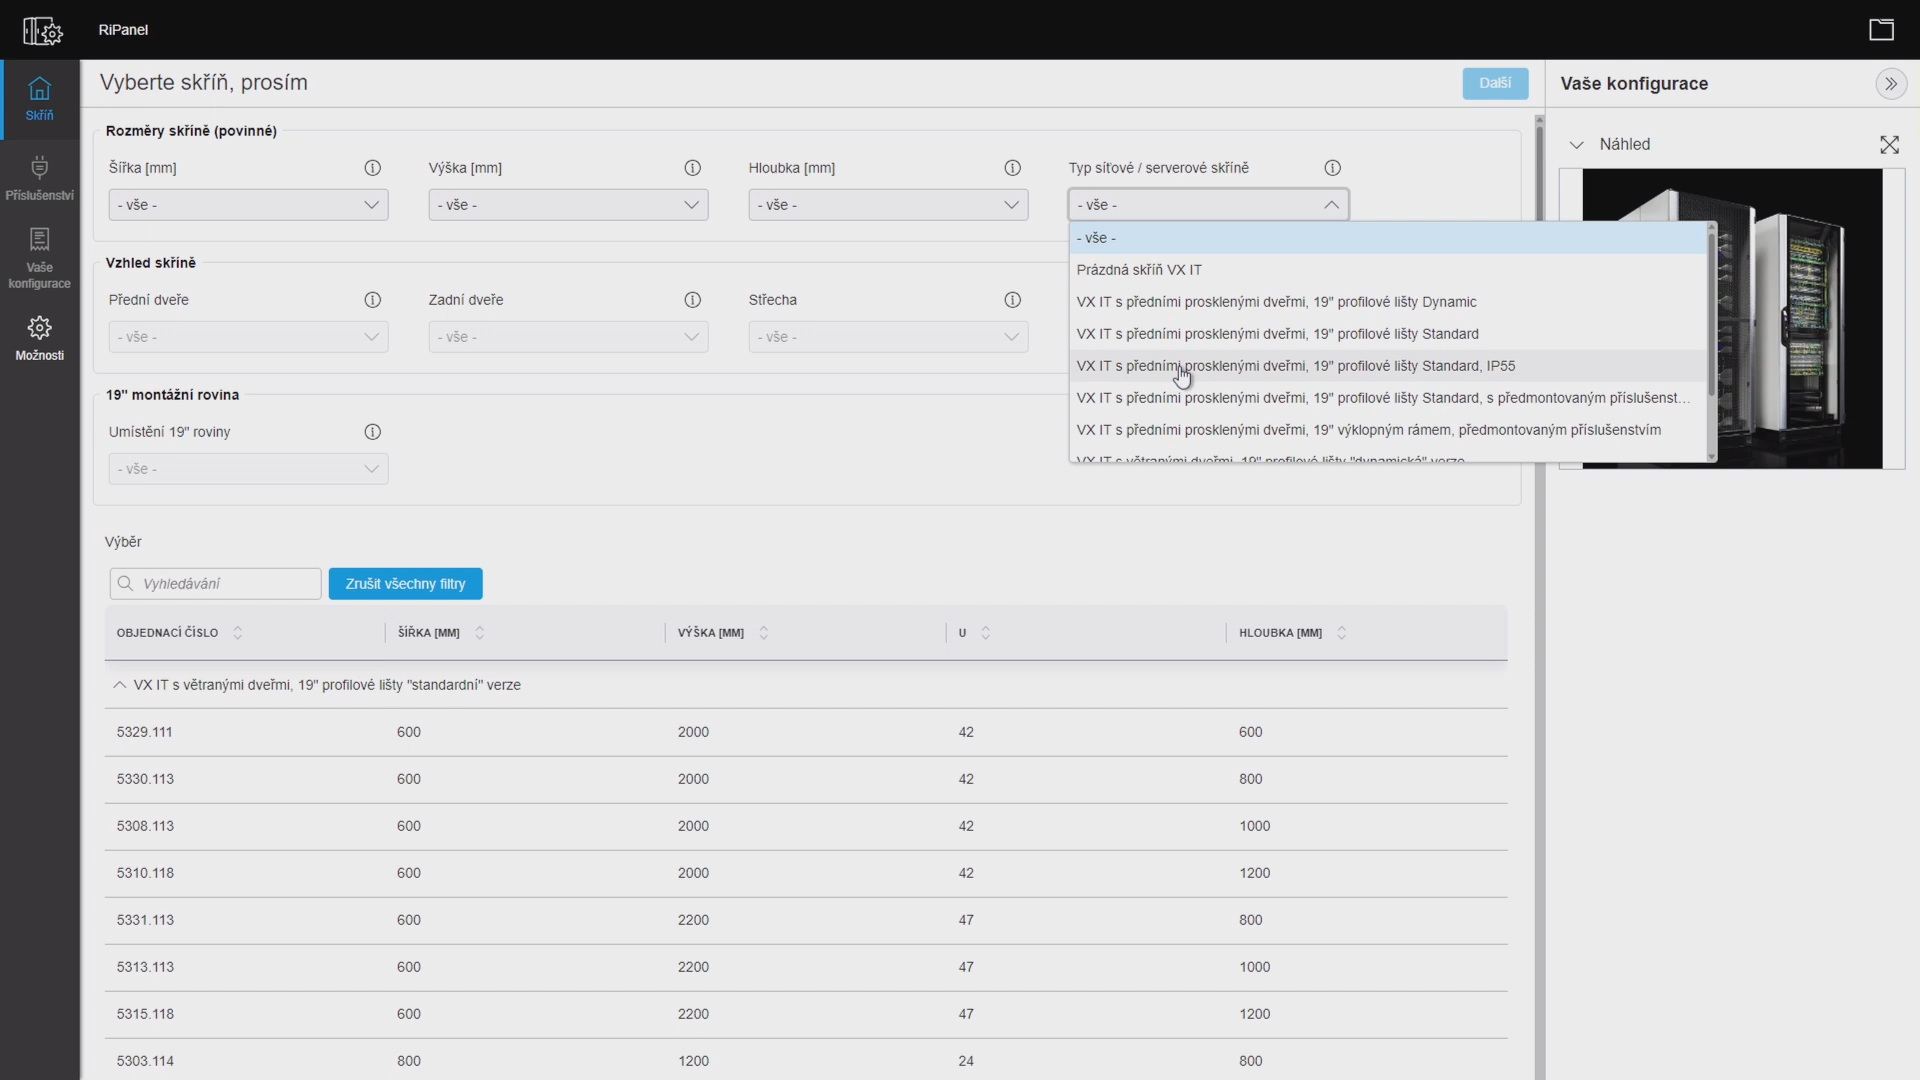 RiPanel
Skříň
Příslušenství
Vaše
konfigurace
Možnosti
Vyberte skříň, prosím
Další
Rozměry skříně (povinné)
Šířka [mm]
Výška [mm]
Hloubka [mm]
Typ síťové / serverové skříně
- vše -
- vše -
- vše -
- vše -
- vše -
Prázdná skříň VX IT
VX IT s předními prosklenými dveřmi, 19" profilové lišty Dynamic
VX IT s předními prosklenými dveřmi, 19" profilové lišty Standard
VX IT s předními prosklenými dveřmi, 19" profilové lišty Standard, IP55
VX IT s předními prosklenými dveřmi, 19" profilové lišty Standard, s předmontovaným příslušenst...
VX IT s předními prosklenými dveřmi, 19" výklopným rámem, předmontovaným příslušenstvím
VX IT s větranými dveřmi, 19" profilové lišty "dynamická" verze
Vzhled skříně
Přední dveře
Zadní dveře
Střecha
- vše -
- vše -
- vše -
19" montážní rovina
Umístění 19" roviny
- vše -
Výběr
Vyhledávání
Zrušit všechny filtry
OBJEDNACÍ ČÍSLO ŠÍŘKA [MM] VÝŠKA [MM] U HLOUBKA [MM]
VX IT s větranými dveřmi, 19" profilové lišty "standardní" verze
5329.111 600 2000 42 600
5330.113 600 2000 42 800
5308.113 600 2000 42 1000
5310.118 600 2000 42 1200
5331.113 600 2200 47 800
5313.113 600 2200 47 1000
5315.118 600 2200 47 1200
5303.114 800 1200 24 800
Vaše konfigurace
Náhled